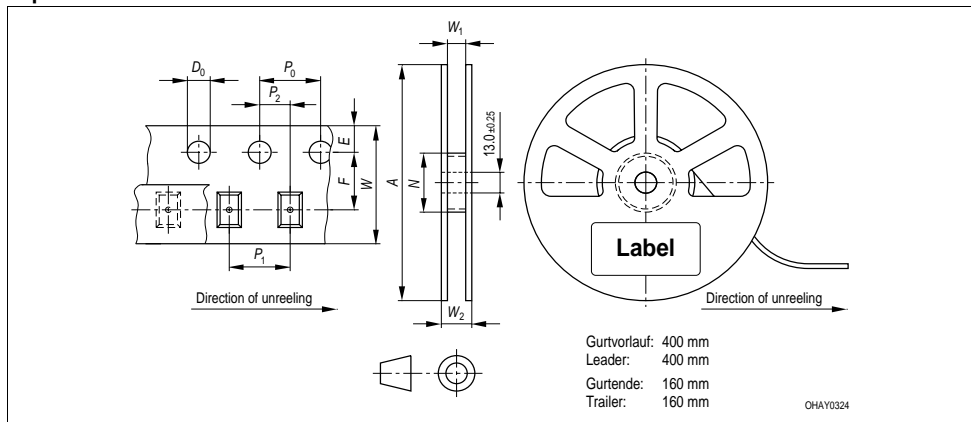 D0
P0
P2
E
F
W
P1
Direction of unreeling
W1
A
N
13.0 ±0.25
W2
Label
Direction of unreeling
Gurtvorlauf: 400 mm
Leader: 400 mm
Gurtende: 160 mm
Trailer: 160 mm
OHAY0324